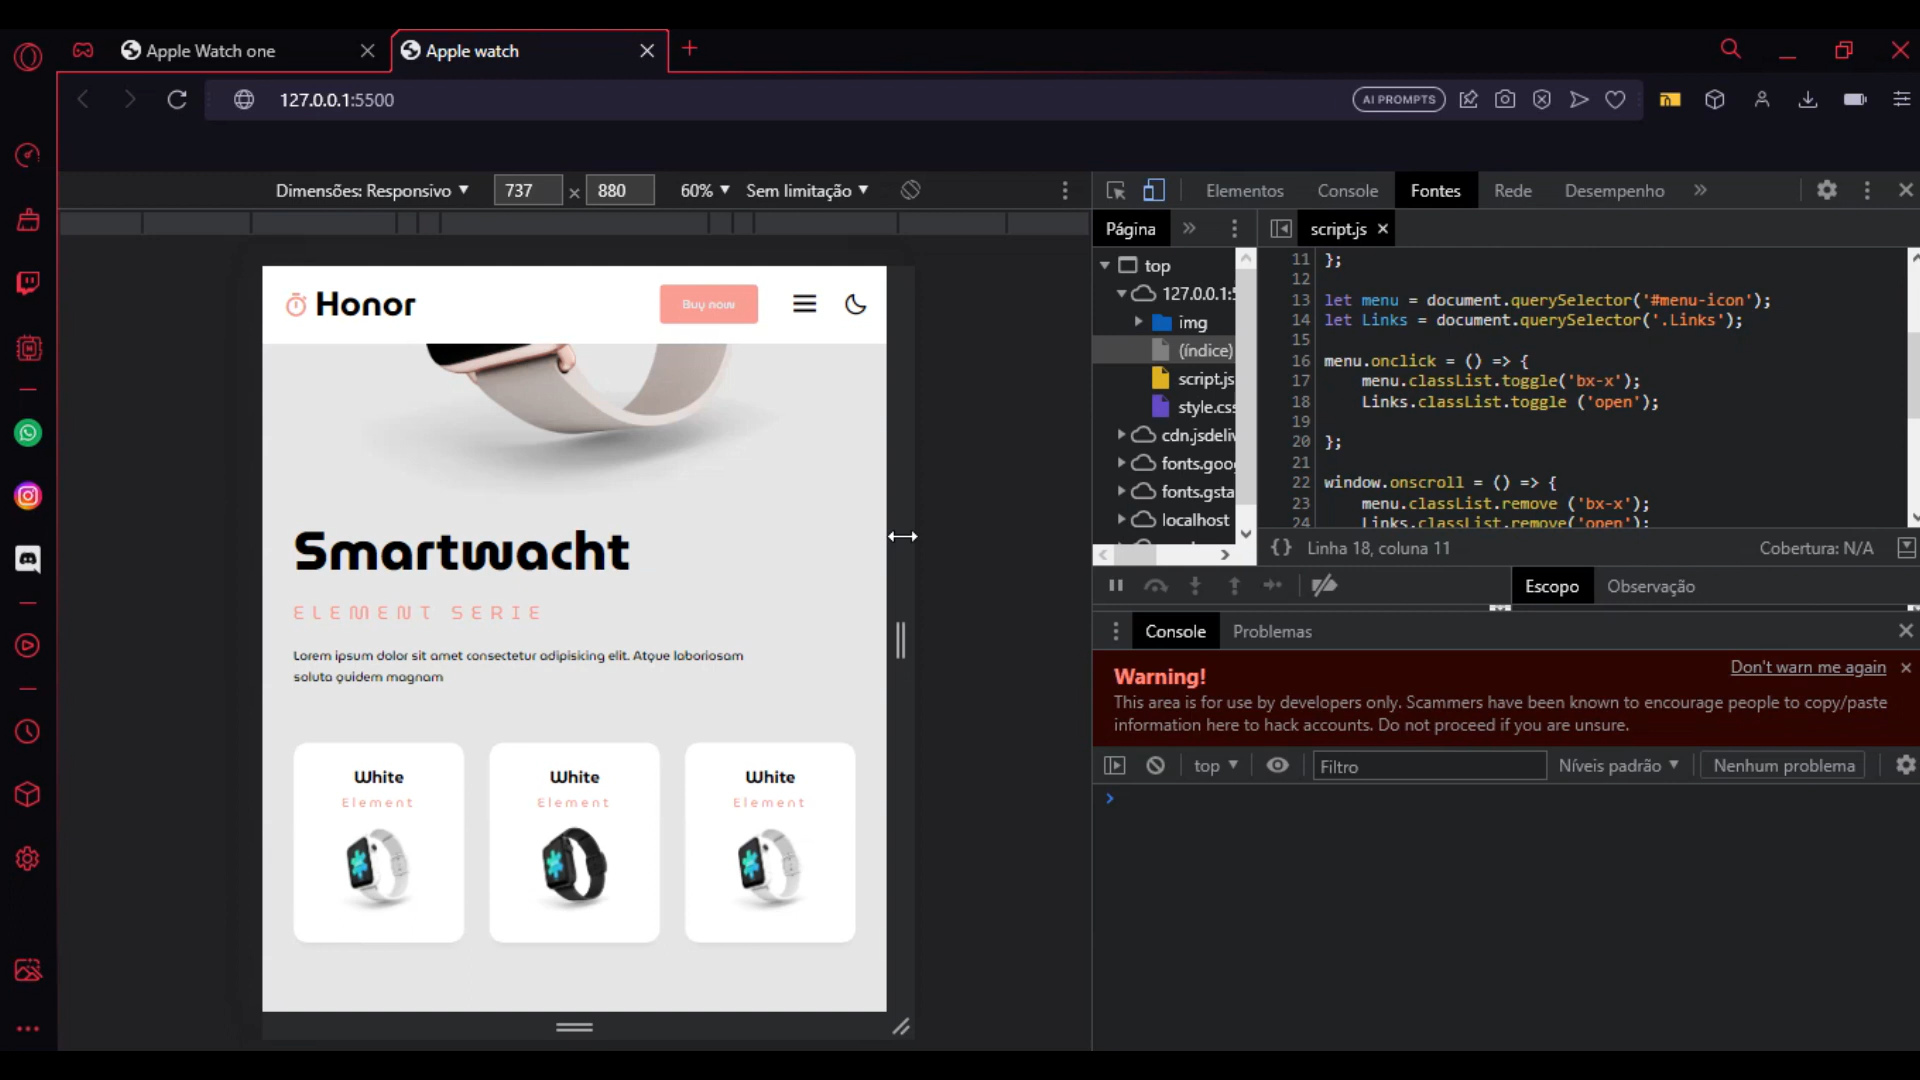 Apple Watch one
Apple watch
127.0.0.1:5500
AI PROMPTS
Dimensões: Responsivo
737 × 880
60%
Sem limitação
Elementos
Console
Fontes
Rede
Desempenho
Honor
Buy now
Smartwacht
ELEMENT SERIE
Lorem ipsum dolor sit amet consectetur adipisicing elit. Atque laboriosam
soluta quidem magnam
White
Element
White
Element
White
Element
Página
top
127.0.0.1:5
img
(índice)
script.js
style.css
cdn.jsdeliv
fonts.goo
fonts.gsta
localhost
script.js
11 };
12
13 let menu = document.querySelector('#menu-icon');
14 let Links = document.querySelector('.Links');
15
16 menu.onclick = () => {
17 menu.classList.toggle('bx-x');
18 Links.classList.toggle ('open');
19
20 };
21
22 window.onscroll = () => {
23 menu.classList.remove ('bx-x');
24 Links.classList.remove('open');
{} Linha 18, coluna 11
Cobertura: N/A
Escopo
Observação
Console
Problemas
Warning!
Don't warn me again
This area is for use by developers only. Scammers have been known to encourage people to copy/paste
information here to hack accounts. Do not proceed if you are unsure.
top
Filtro
Níveis padrão
Nenhum problema